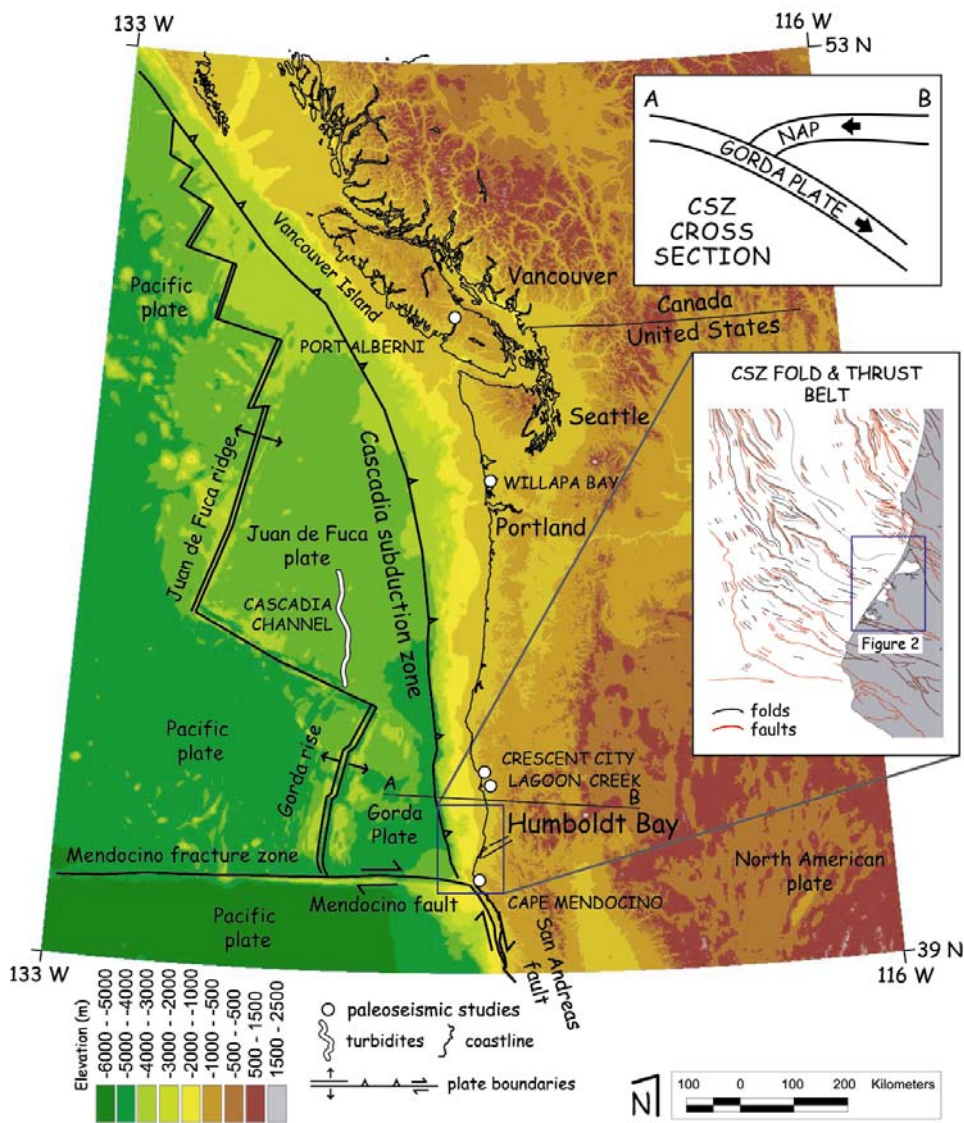 133 W
116 W
53 N
A
B
NAP
GORDA PLATE
CSZ
CROSS
SECTION
Vancouver Island
Vancouver
Pacific
plate
Canada
United States
PORT ALBERNI
CSZ FOLD & THRUST
BELT
Seattle
Juan de Fuca ridge
Cascadia subduction zone
WILLAPA BAY
Portland
Juan de Fuca
plate
CASCADIA
CHANNEL
Figure 2
folds
faults
Pacific
plate
Gorda rise
CRESCENT CITY
LAGOON CREEK
A
B
Gorda
Plate
Humboldt Bay
Mendocino fracture zone
North American
plate
Mendocino fault
CAPE MENDOCINO
Pacific
plate
San Andreas
fault
133 W
39 N
116 W
Elevation (m)
-6000 - -5000
-5000 - -4000
-4000 - -3000
-3000 - -2000
-2000 - -1000
-1000 - -500
-500 - 500
500 - 1500
1500 - 2500
paleoseismic studies
turbidites
coastline
plate boundaries
N
100 0 100 200 Kilometers